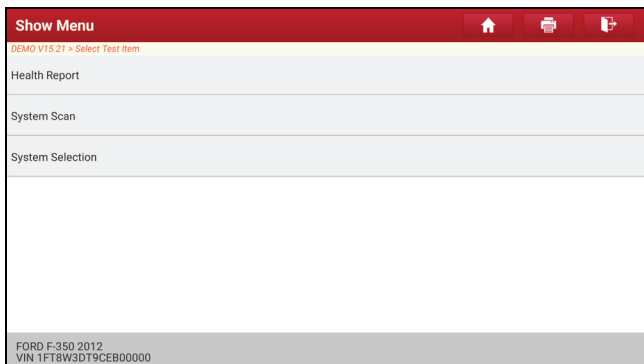 Show Menu
DEMO V15.21 > Select Test Item
Health Report
System Scan
System Selection
FORD F-350 2012
VIN 1FT8W3DT9CEB00000